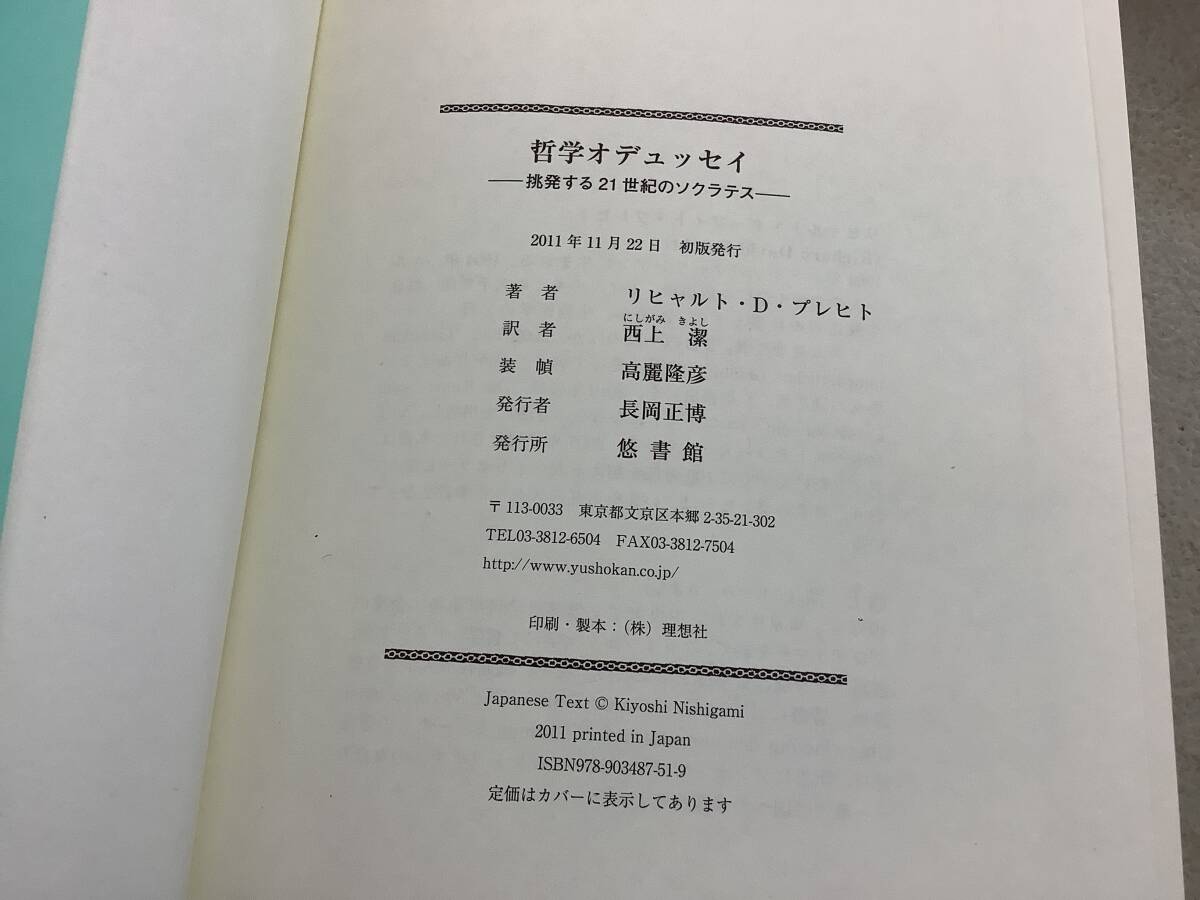 哲学オデュッセイ
——挑発する21世紀のソクラテス——
2011年11月22日　初版発行
著者　リヒャルト・D・プレヒト
にしがみ　きよし
訳者　西上　潔
装幀　高麗隆彦
発行者　長岡正博
発行所　悠書館
〒113-0033　東京都文京区本郷2-35-21-302
TEL03-3812-6504　FAX03-3812-7504
http://www.yushokan.co.jp/
印刷・製本：(株) 理想社
Japanese Text © Kiyoshi Nishigami
2011 printed in Japan
ISBN978-903487-51-9
定価はカバーに表示してあります